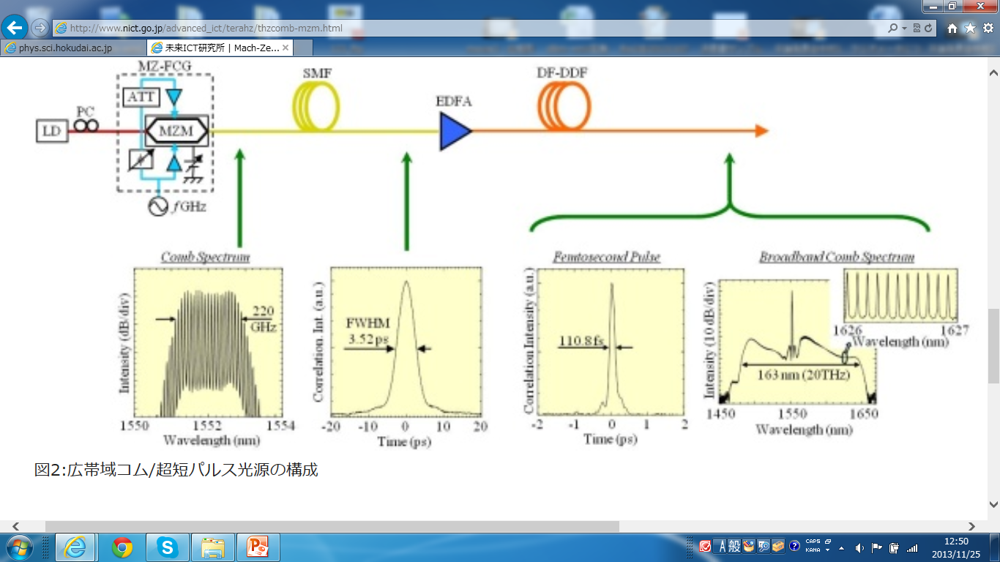 http://www.nict.go.jp/advanced_ict/terahz/thzcomb-mzm.html
phys.sci.hokudai.ac.jp
未来ICT研究所 | Mach-Ze...
MZ-FCG
SMF
DF-DDF
ATT
PC
EDFA
LD
MZM
f GHz
Comb Spectrum
Intensity (dB/div)
220
GHz
1550
1552
1554
Wavelength (nm)
Correlation. Int. (a.u.)
FWHM
3.52 ps
-20
-10
0
10
20
Time (ps)
Femtosecond Pulse
Correlation Intensity (a.u.)
110.8 fs
-2
-1
0
1
2
Time (ps)
Broadband Comb Spectrum
Intensity (10 dB/div)
1626
1627
Wavelength (nm)
163 nm (20THz)
1450
1550
1650
Wavelength (nm)
図2:広帯域コム/超短パルス光源の構成
A 般
CAPS
KANA
12:50
2013/11/25